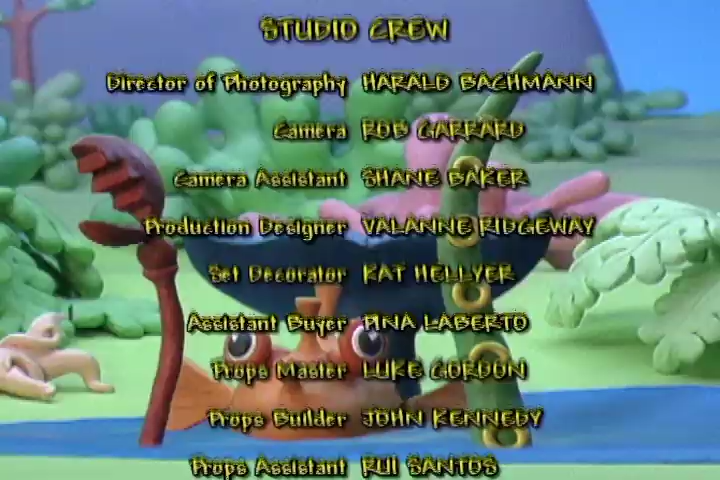 STUDIO CREW
Director of Photography HARALD BACHMANN
Camera ROB GARRARD
Camera Assistant SHANE BAKER
Production Designer VALANNE RIDGEWAY
Set Decorator KAT HELLYER
Assistant Buyer PINA LABERTO
Props Master LUKE GORDON
Props Builder JOHN KENNEDY
Props Assistant RUI SANTOS